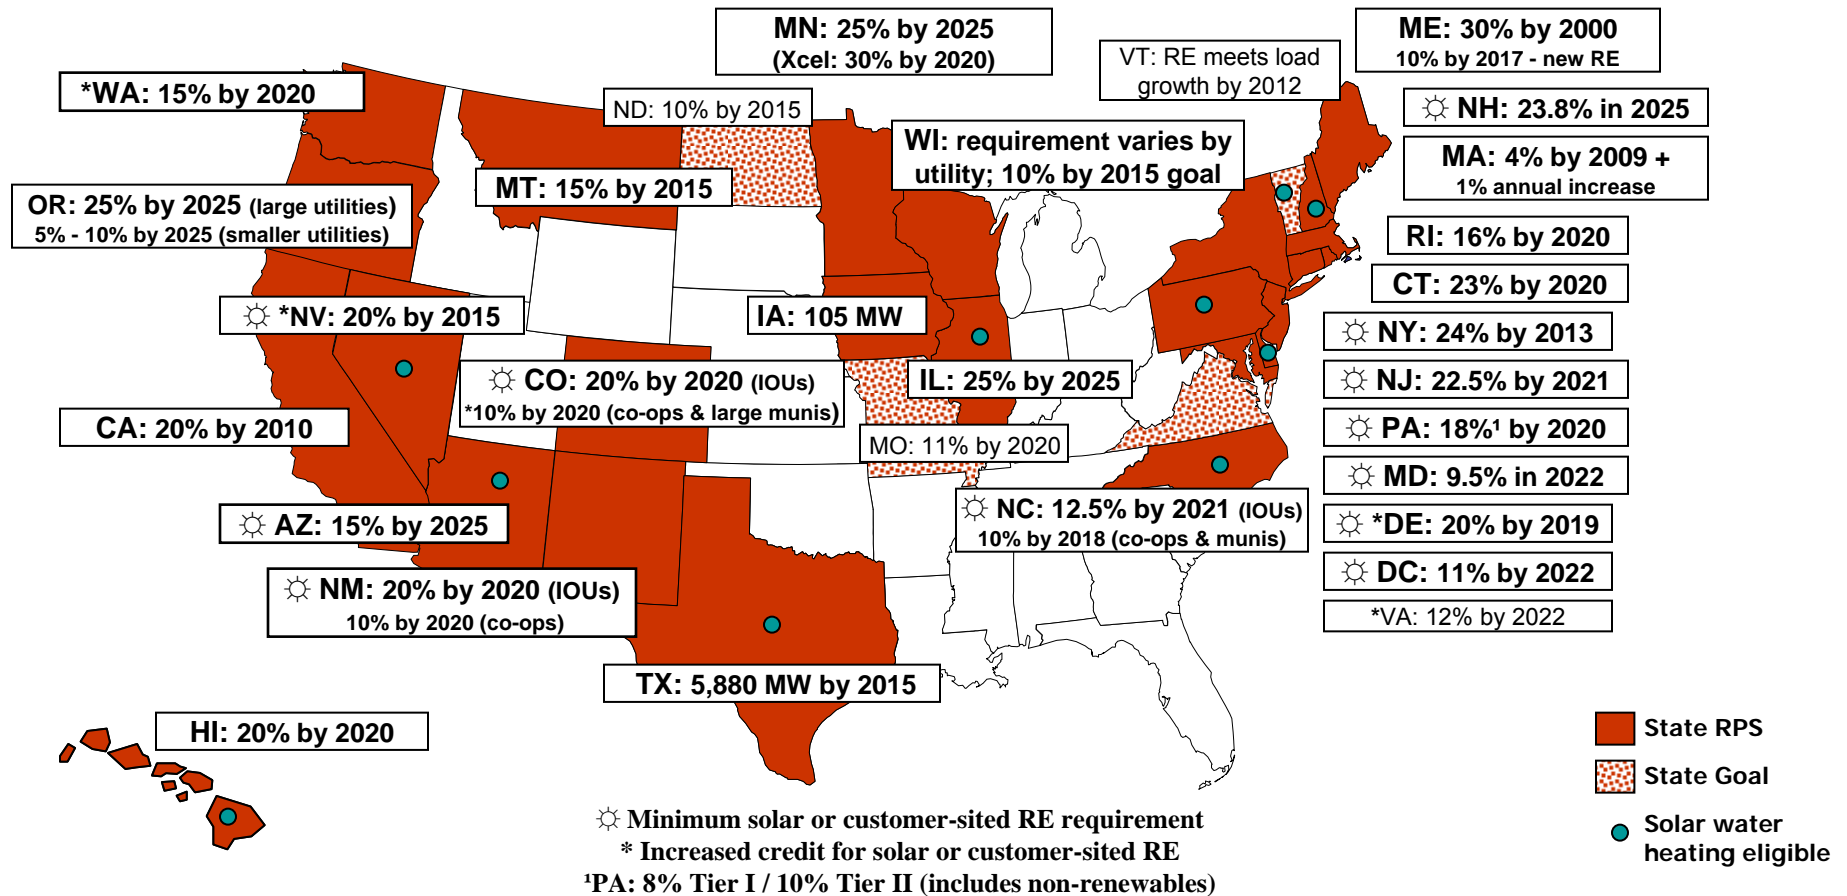 MN: 25% by 2025
(Xcel: 30% by 2020)
ME: 30% by 2000
10% by 2017 - new RE
VT: RE meets load
growth by 2012
*WA: 15% by 2020
ND: 10% by 2015
☼ NH: 23.8% in 2025
WI: requirement varies by
utility; 10% by 2015 goal
MA: 4% by 2009 +
1% annual increase
MT: 15% by 2015
OR: 25% by 2025 (large utilities)
5% - 10% by 2025 (smaller utilities)
RI: 16% by 2020
CT: 23% by 2020
☼ *NV: 20% by 2015
IA: 105 MW
☼ NY: 24% by 2013
☼ CO: 20% by 2020 (IOUs)
*10% by 2020 (co-ops & large munis)
IL: 25% by 2025
☼ NJ: 22.5% by 2021
CA: 20% by 2010
MO: 11% by 2020
☼ PA: 18%¹ by 2020
☼ MD: 9.5% in 2022
☼ AZ: 15% by 2025
☼ NC: 12.5% by 2021 (IOUs)
10% by 2018 (co-ops & munis)
☼ *DE: 20% by 2019
☼ DC: 11% by 2022
☼ NM: 20% by 2020 (IOUs)
10% by 2020 (co-ops)
*VA: 12% by 2022
TX: 5,880 MW by 2015
HI: 20% by 2020
State RPS
State Goal
Solar water
heating eligible
☼ Minimum solar or customer-sited RE requirement
* Increased credit for solar or customer-sited RE
¹PA: 8% Tier I / 10% Tier II (includes non-renewables)